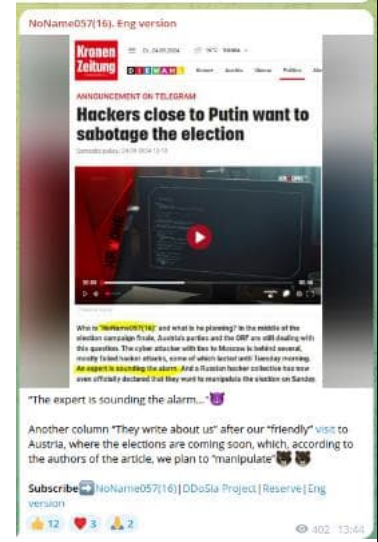 NoName057(16). Eng version
Kronen
Zeitung
DIEWAHL
Politics
ANNOUNCEMENT ON TELEGRAM
Hackers close to Putin want to
sabotage the election
Who is "NoName057(16)" and what is he planning? In the middle of the
election campaign finale, Austria's parties and the ORF are still dealing with
this question. The cyber attacker with ties to Moscow is behind several,
mostly failed hacker attacks, some of which lasted until Tuesday morning.
An expert is sounding the alarm. And a Russian hacker collective has now
even officially declared that they want to manipulate the election on Sunday.
"The expert is sounding the alarm..."😈
Another column "They write about us" after our "friendly" visit to
Austria, where the elections are coming soon, which, according to
the authors of the article, we plan to "manipulate"🐻🐻
Subscribe➡️NoName057(16)|DDoSia Project|Reserve|Eng
version
👍 12 ❤️ 3 🙏 2
402 13:44